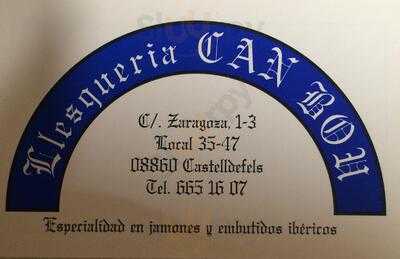 Llesqueria CAN BOU
C/. Zaragoza, 1-3
Local 35-47
08860 Castelldefels
Tel. 665 16 07
Especialidad en jamones y embutidos ibéricos